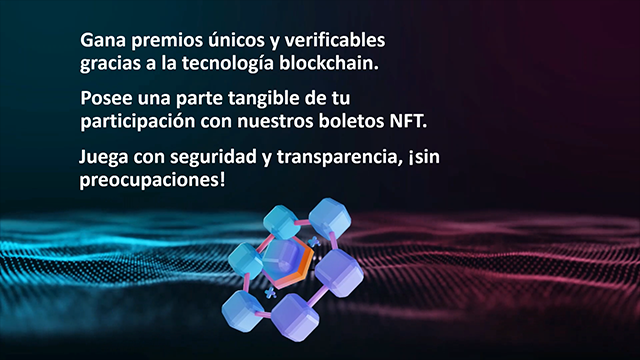 Gana premios únicos y verificables
gracias a la tecnología blockchain.
Posee una parte tangible de tu
participación con nuestros boletos NFT.
Juega con seguridad y transparencia, ¡sin
preocupaciones!